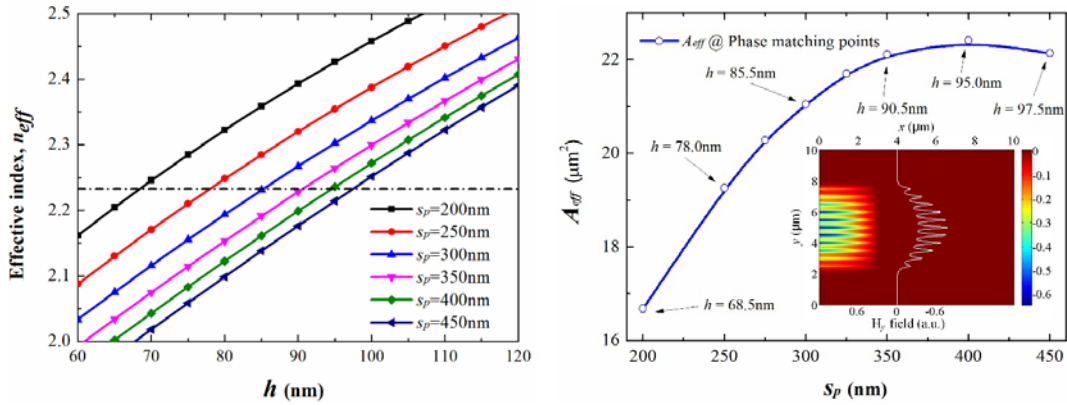 2.5
2.4
2.3
2.2
2.1
2.0
Effective index, neff
60 70 80 90 100 110 120
h (nm)
sp=200nm
sp=250nm
sp=300nm
sp=350nm
sp=400nm
sp=450nm
22
20
18
16
Aeff (μm²)
Aeff @ Phase matching points
h = 68.5nm
h = 78.0nm
h = 85.5nm
h = 90.5nm
h = 95.0nm
h = 97.5nm
x (μm)
0 2 4 6 8 10
10
8
6
4
2
0
y (μm)
0
-0.1
-0.2
-0.3
-0.4
-0.5
-0.6
0.6 0 -0.6
Hy field (a.u.)
200 250 300 350 400 450
sp (nm)